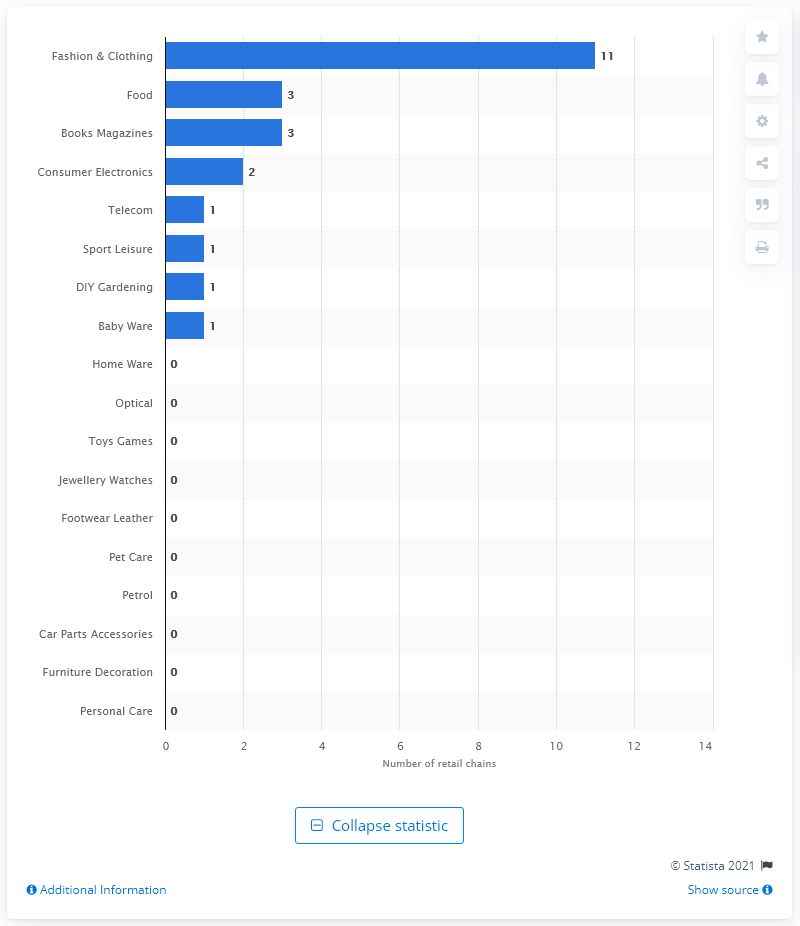 Fashion & Clothing 11
Food 3
Books Magazines 3
Consumer Electronics 2
Telecom 1
Sport Leisure 1
DIY Gardening 1
Baby Ware 1
Home Ware 0
Optical 0
Toys Games 0
Jewellery Watches 0
Footwear Leather 0
Pet Care 0
Petrol 0
Car Parts Accessories 0
Furniture Decoration 0
Personal Care 0
0 2 4 6 8 10 12 14
Number of retail chains
Collapse statistic
© Statista 2021
Additional Information
Show source